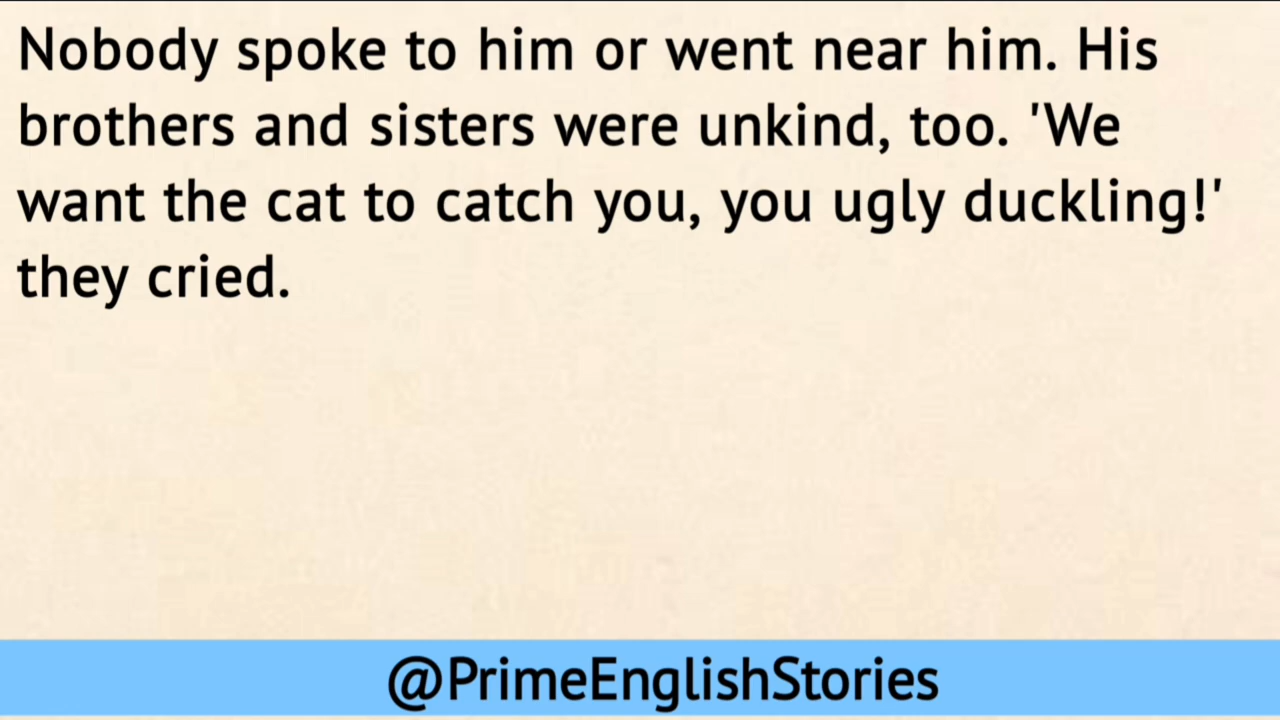 Nobody spoke to him or went near him. His
brothers and sisters were unkind, too. 'We
want the cat to catch you, you ugly duckling!'
they cried.
@PrimeEnglishStories